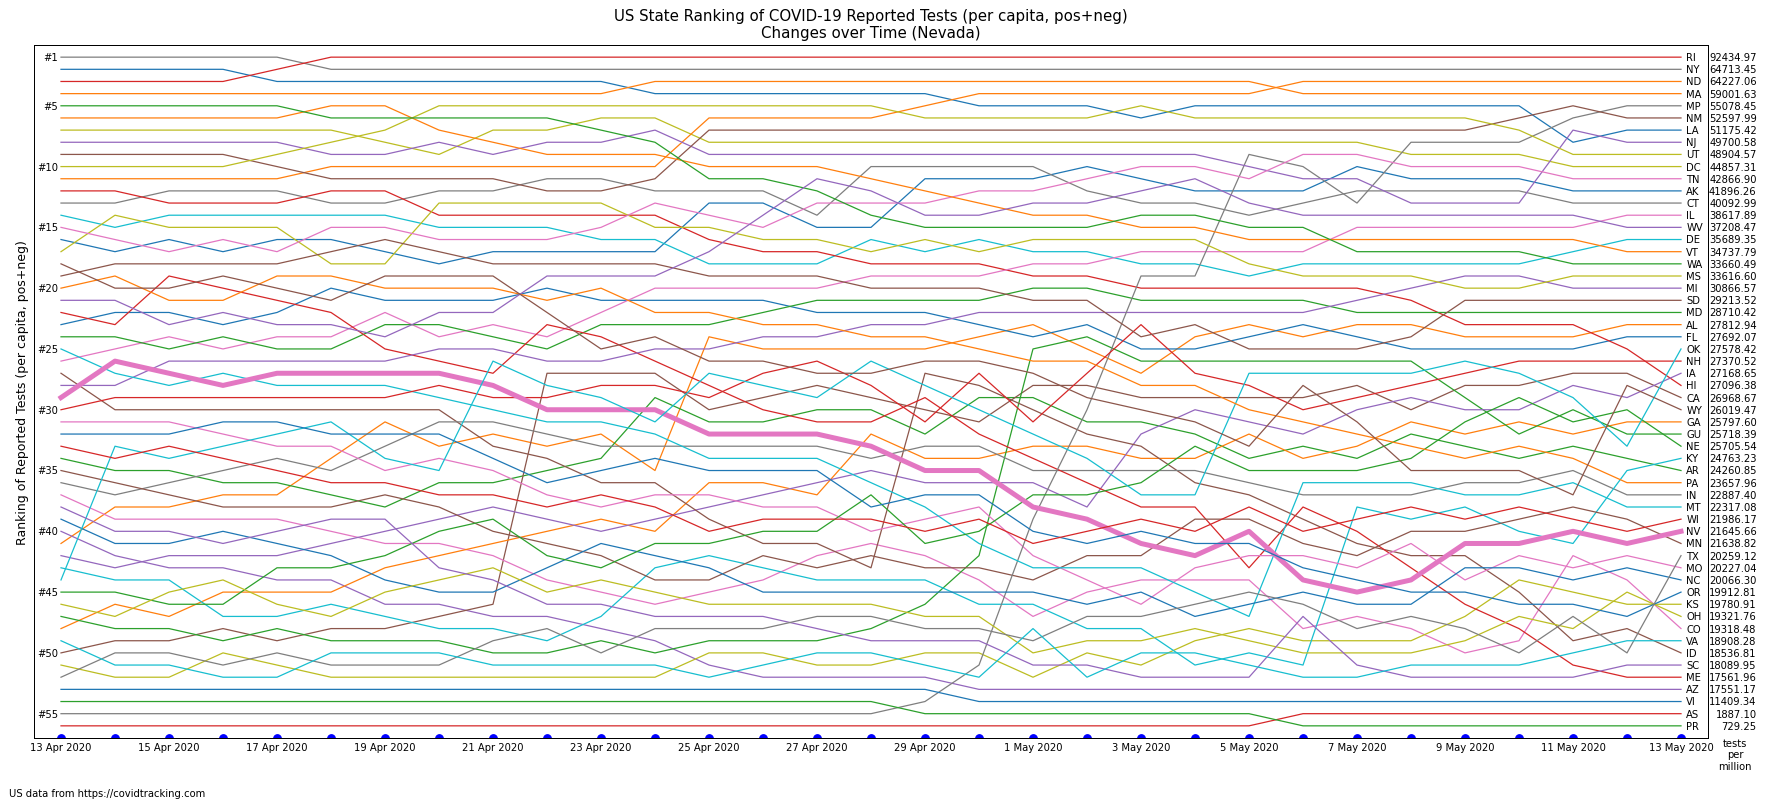 US State Ranking of COVID-19 Reported Tests (per capita, pos+neg)
Changes over Time (Nevada)
Ranking of Reported Tests (per capita, pos+neg)
#1
#5
#10
#15
#20
#25
#30
#35
#40
#45
#50
#55
RI 92434.97
NY 64713.45
ND 64227.06
MA 59001.63
MP 55078.45
NM 52597.99
LA 51175.42
NJ 49700.58
UT 48904.57
DC 44857.31
TN 42866.90
AK 41896.26
CT 40092.99
IL 38617.89
WV 37208.47
DE 35689.35
VT 34737.79
WA 33660.49
MS 33616.60
MI 30866.57
SD 29213.52
MD 28710.42
AL 27812.94
FL 27692.07
OK 27578.42
NH 27370.52
IA 27168.65
HI 27096.38
CA 26968.67
WY 26019.47
GA 25797.60
GU 25718.39
NE 25705.54
KY 24763.23
AR 24260.85
PA 23657.96
IN 22887.40
MT 22317.08
WI 21986.17
NV 21645.66
MN 21638.82
TX 20259.12
MO 20227.04
NC 20066.30
OR 19912.81
KS 19780.91
OH 19321.76
CO 19318.48
VA 18908.28
ID 18536.81
SC 18089.95
ME 17561.96
AZ 17551.17
VI 11409.34
AS 1887.10
PR 729.25
13 Apr 2020 15 Apr 2020 17 Apr 2020 19 Apr 2020 21 Apr 2020 23 Apr 2020 25 Apr 2020 27 Apr 2020 29 Apr 2020 1 May 2020 3 May 2020 5 May 2020 7 May 2020 9 May 2020 11 May 2020 13 May 2020
tests
per
million
US data from https://covidtracking.com